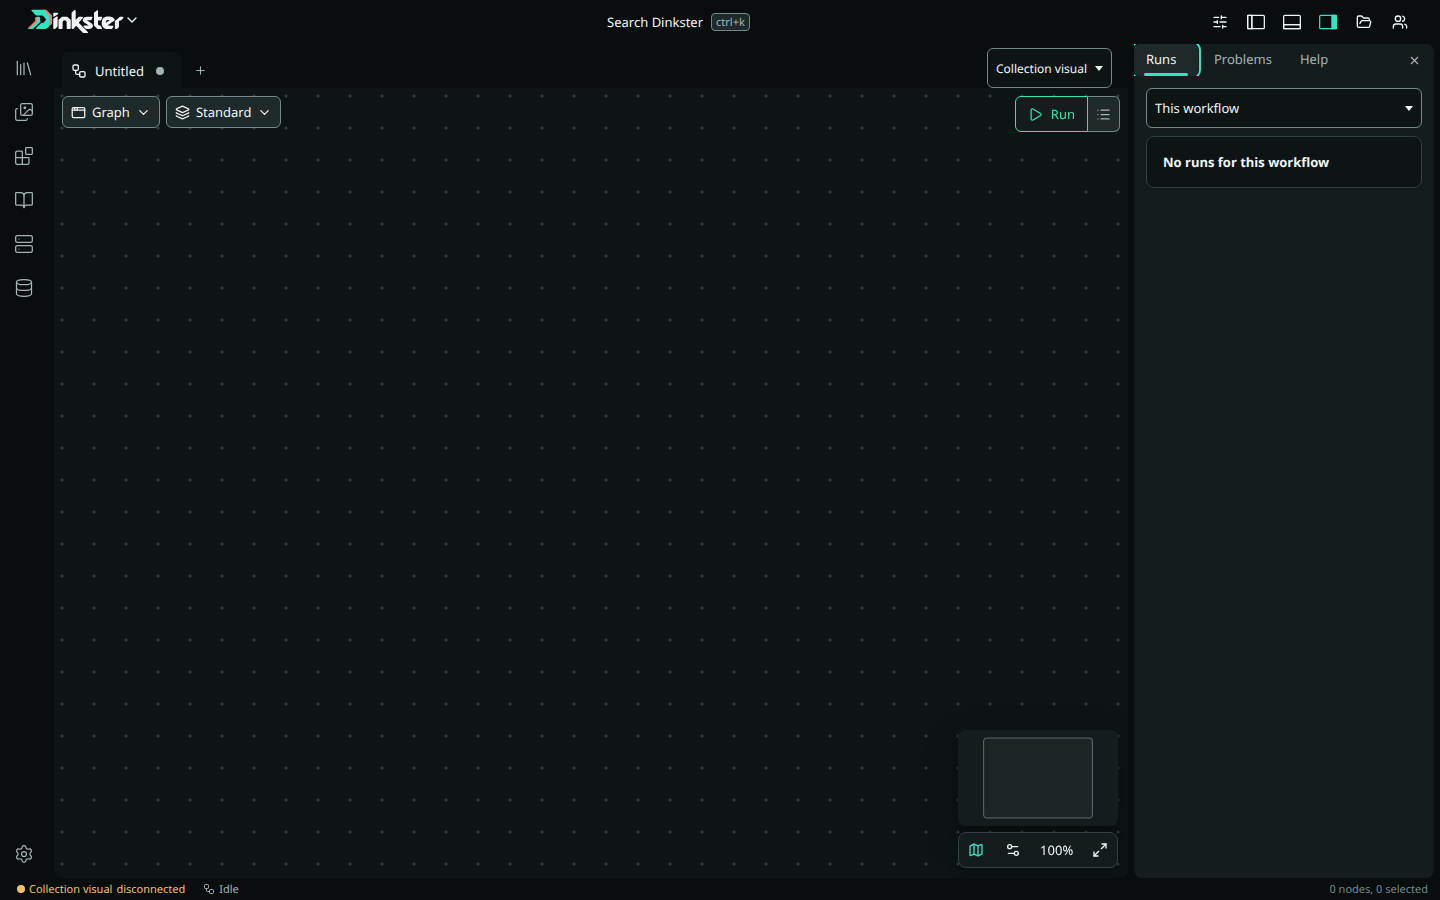 Dinkster
Search Dinkster ctrl+k
Untitled
Collection visual
Graph
Standard
Run
Runs
Problems
Help
This workflow
No runs for this workflow
100%
Collection visual disconnected
Idle
0 nodes, 0 selected